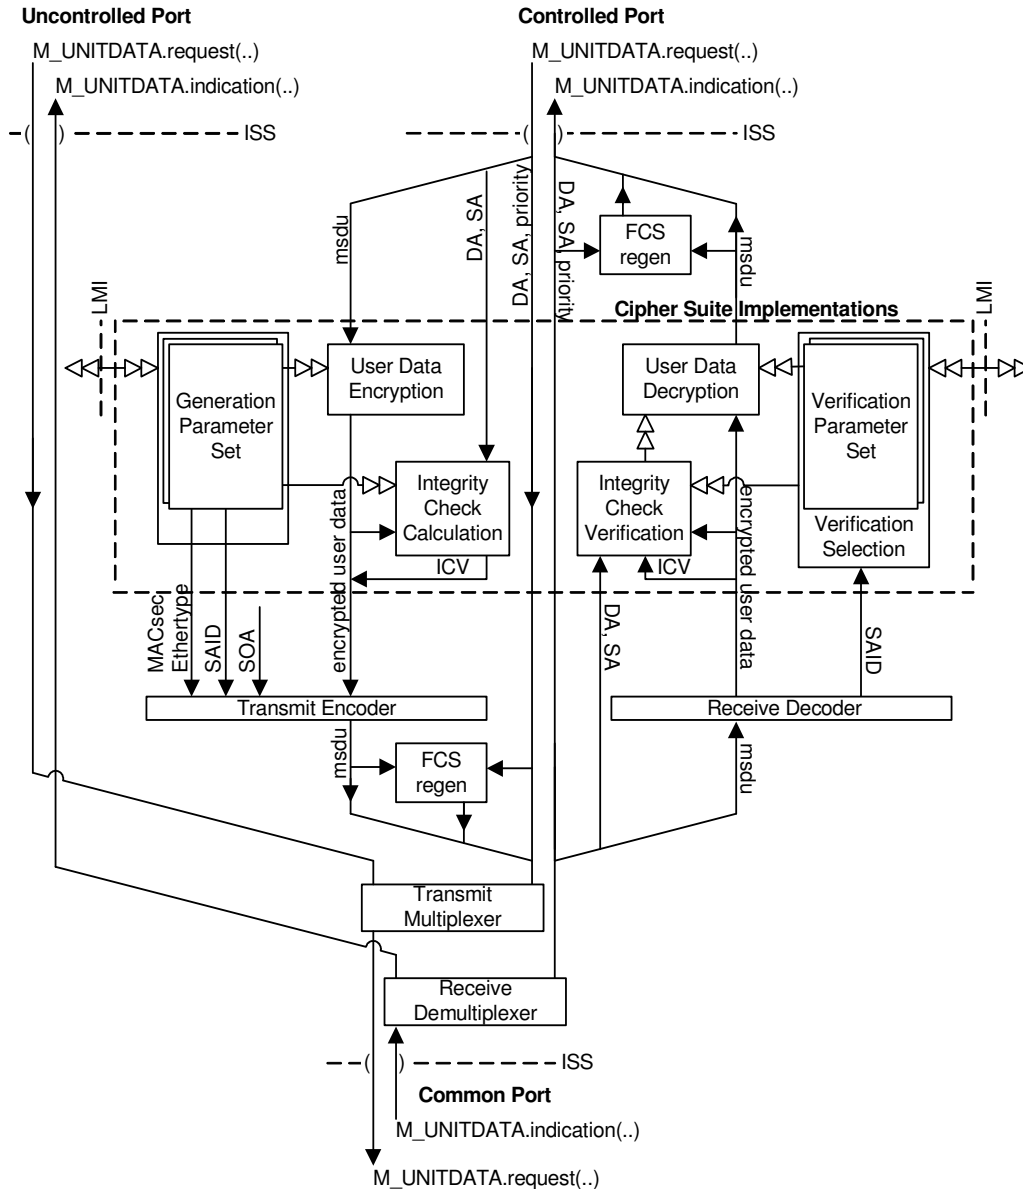 Uncontrolled Port
Controlled Port
M_UNITDATA.request(..)
M_UNITDATA.request(..)
M_UNITDATA.indication(..)
M_UNITDATA.indication(..)
( )
ISS
( )
ISS
msdu
DA, SA
DA, SA, priority
DA, SA, priority
FCS
regen
msdu
LMI
Cipher Suite Implementations
LMI
Generation
Parameter
Set
User Data
Encryption
User Data
Decryption
Verification
Parameter
Set
Integrity
Check
Calculation
Integrity
Check
Verification
Verification
Selection
ICV
ICV
encrypted user data
encrypted user data
MACsec
Ethertype
SAID
SOA
DA, SA
SAID
Transmit Encoder
Receive Decoder
msdu
FCS
regen
msdu
Transmit
Multiplexer
Receive
Demultiplexer
( )
ISS
Common Port
M_UNITDATA.indication(..)
M_UNITDATA.request(..)